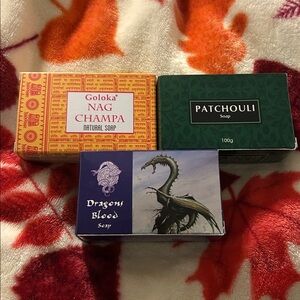 Goloka®
NAG
CHAMPA
NATURAL SOAP
PATCHOULI
Soap
100g
Dragons
Blood
Soap